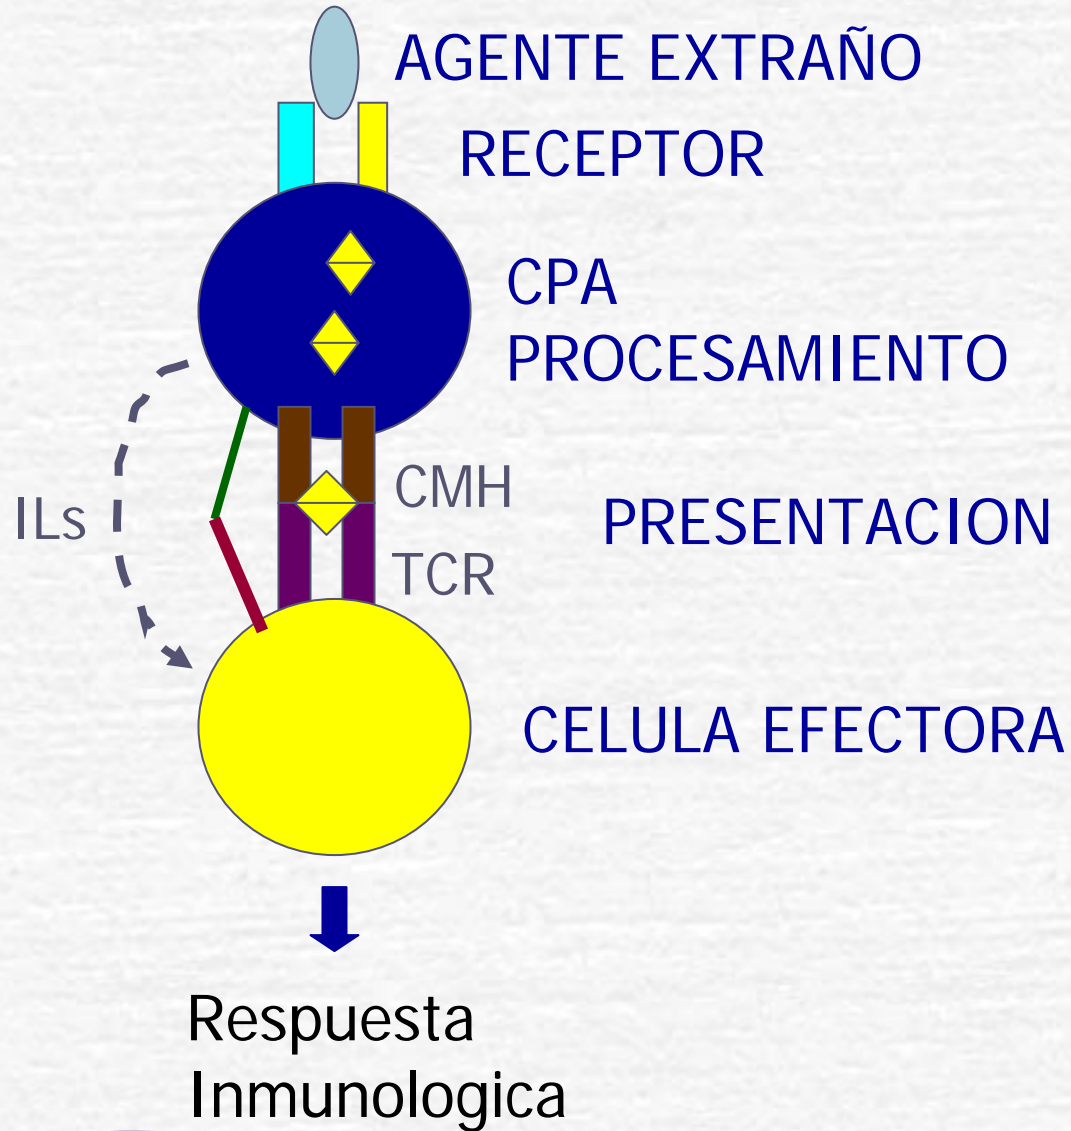 AGENTE EXTRAÑO
RECEPTOR
CPA
PROCESAMIENTO
CMH
ILs
PRESENTACION
TCR
CELULA EFECTORA
Respuesta
Inmunologica